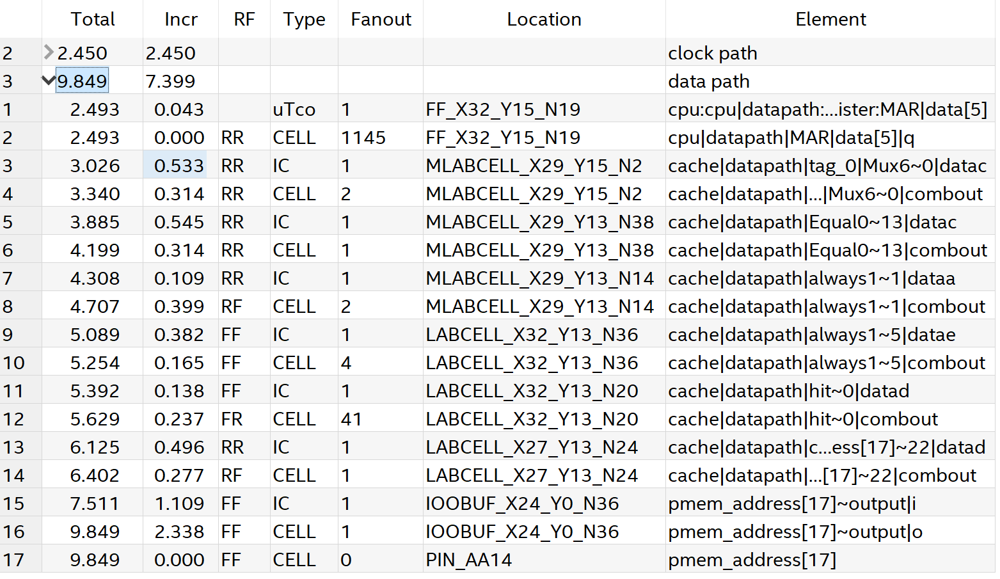 Total Incr RF Type Fanout Location Element
2 2.450 2.450 clock path
3 9.849 7.399 data path
1 2.493 0.043 uTco 1 FF_X32_Y15_N19 cpu:cpu|datapath:...ister:MAR|data[5]
2 2.493 0.000 RR CELL 1145 FF_X32_Y15_N19 cpu|datapath|MAR|data[5]|q
3 3.026 0.533 RR IC 1 MLABCELL_X29_Y15_N2 cache|datapath|tag_0|Mux6~0|datac
4 3.340 0.314 RR CELL 2 MLABCELL_X29_Y15_N2 cache|datapath|...|Mux6~0|combout
5 3.885 0.545 RR IC 1 MLABCELL_X29_Y13_N38 cache|datapath|Equal0~13|datac
6 4.199 0.314 RR CELL 1 MLABCELL_X29_Y13_N38 cache|datapath|Equal0~13|combout
7 4.308 0.109 RR IC 1 MLABCELL_X29_Y13_N14 cache|datapath|always1~1|dataa
8 4.707 0.399 RF CELL 2 MLABCELL_X29_Y13_N14 cache|datapath|always1~1|combout
9 5.089 0.382 FF IC 1 LABCELL_X32_Y13_N36 cache|datapath|always1~5|datae
10 5.254 0.165 FF CELL 4 LABCELL_X32_Y13_N36 cache|datapath|always1~5|combout
11 5.392 0.138 FF IC 1 LABCELL_X32_Y13_N20 cache|datapath|hit~0|datad
12 5.629 0.237 FR CELL 41 LABCELL_X32_Y13_N20 cache|datapath|hit~0|combout
13 6.125 0.496 RR IC 1 LABCELL_X27_Y13_N24 cache|datapath|c...ess[17]~22|datad
14 6.402 0.277 RF CELL 1 LABCELL_X27_Y13_N24 cache|datapath|...[17]~22|combout
15 7.511 1.109 FF IC 1 IOOBUF_X24_Y0_N36 pmem_address[17]~output|i
16 9.849 2.338 FF CELL 1 IOOBUF_X24_Y0_N36 pmem_address[17]~output|o
17 9.849 0.000 FF CELL 0 PIN_AA14 pmem_address[17]